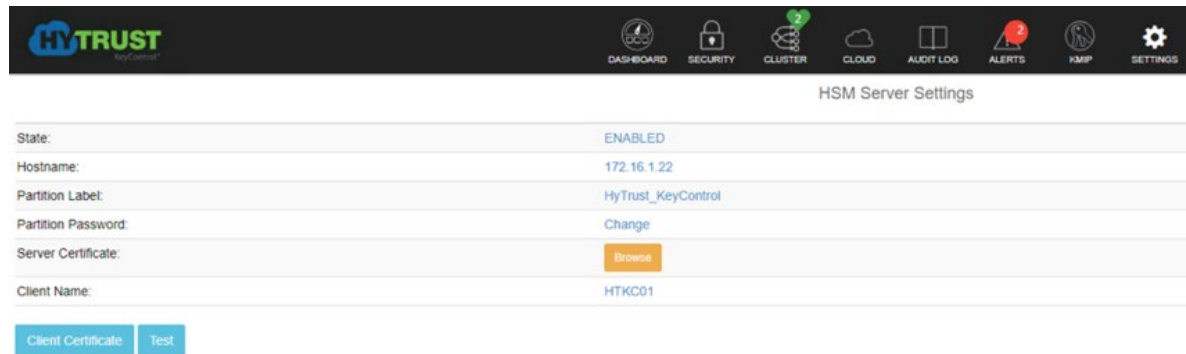 HYTRUST
KeyControl
2
2
DASHBOARD SECURITY CLUSTER CLOUD AUDIT LOG ALERTS KMIP SETTINGS
HSM Server Settings
State: ENABLED
Hostname: 172.16.1.22
Partition Label: HyTrust_KeyControl
Partition Password: Change
Server Certificate: Browse
Client Name: HTKC01
Client Certificate Test